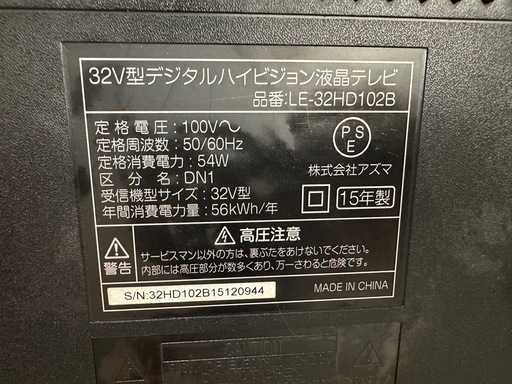 32V型デジタルハイビジョン液晶テレビ
品番:LE-32HD102B
定格電圧:100V～
定格周波数:50/60Hz
定格消費電力:54W
区分名:DN1
受信機型サイズ:32V型
年間消費電力量:56kWh/年
PSE
株式会社アズマ
15年製
高圧注意
警告
サービスマン以外の方は、裏ぶたをあけないでください。
内部には高圧部分が数多くあり、万一さわると危険です。
S/N:32HD102B15120944
MADE IN CHINA
CAUTION